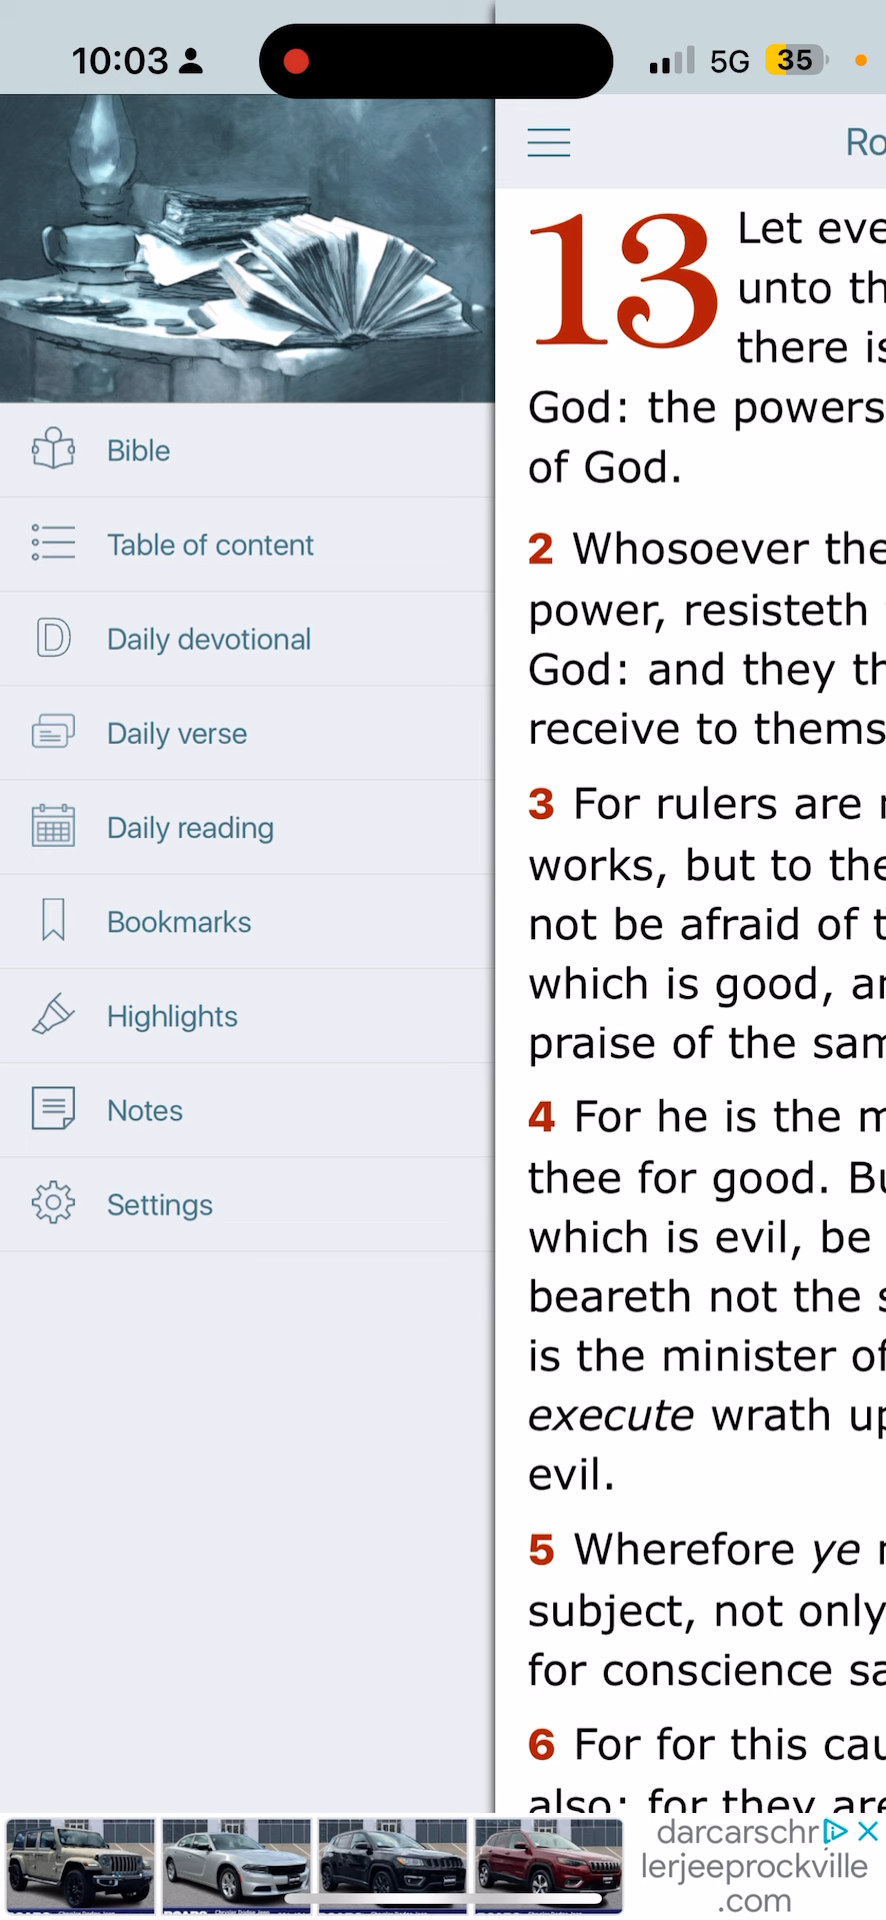 10:03
5G
35
Bible
Table of content
Daily devotional
Daily verse
Daily reading
Bookmarks
Highlights
Notes
Settings
Ro
13 Let eve
unto th
there is
God: the powers
of God.
2 Whosoever the
power, resisteth
God: and they th
receive to thems
3 For rulers are
works, but to the
not be afraid of t
which is good, an
praise of the sam
4 For he is the m
thee for good. Bu
which is evil, be
beareth not the s
is the minister of
execute wrath up
evil.
5 Wherefore ye
subject, not only
for conscience sa
6 For for this cau
also: for they are
darcarschr
lerjeeprockville
.com